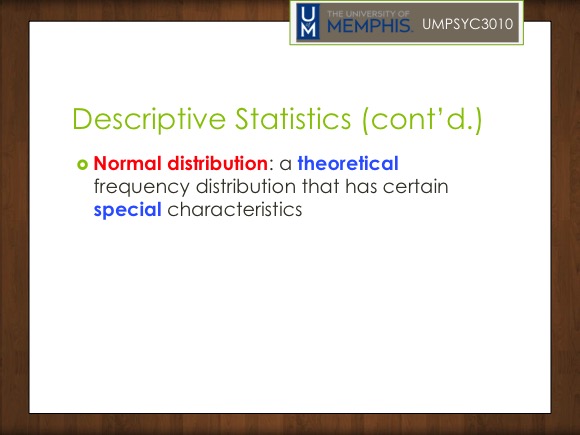 UM
THE UNIVERSITY OF
MEMPHIS.
UMPSYC3010
Descriptive Statistics (cont’d.)
Normal distribution: a theoretical
frequency distribution that has certain
special characteristics